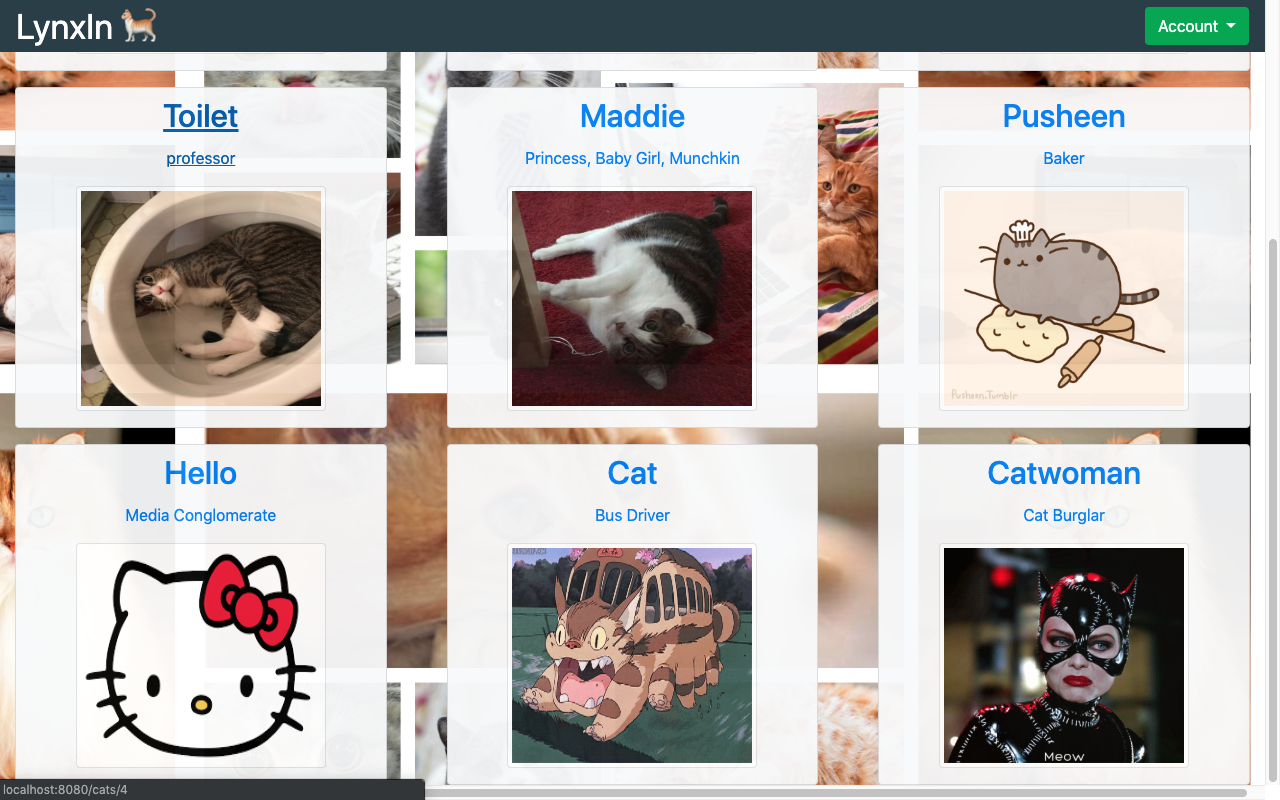 LynxIn
Account
Toilet
professor
Maddie
Princess, Baby Girl, Munchkin
Pusheen
Baker
Pusheen.Tumblr
Hello
Media Conglomerate
Cat
Bus Driver
Catwoman
Cat Burglar
Meow
localhost:8080/cats/4